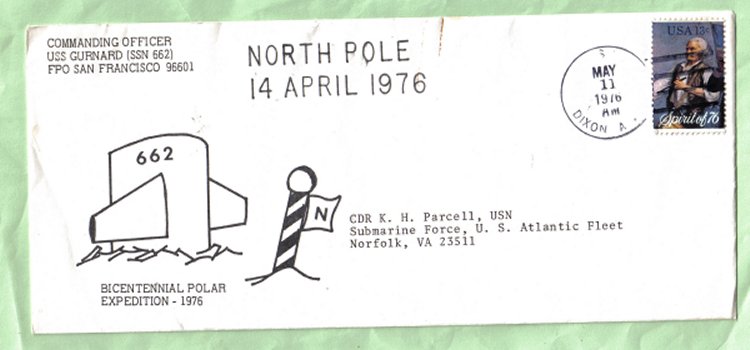 COMMANDING OFFICER
USS GURNARD (SSN 662)
FPO SAN FRANCISCO 96601
NORTH POLE
14 APRIL 1976
MAY
11
1976
AM
DIXON
USA 13c
Spirit of 76
662
N
CDR K. H. Parcell, USN
Submarine Force, U. S. Atlantic Fleet
Norfolk, VA 23511
BICENTENNIAL POLAR
EXPEDITION - 1976